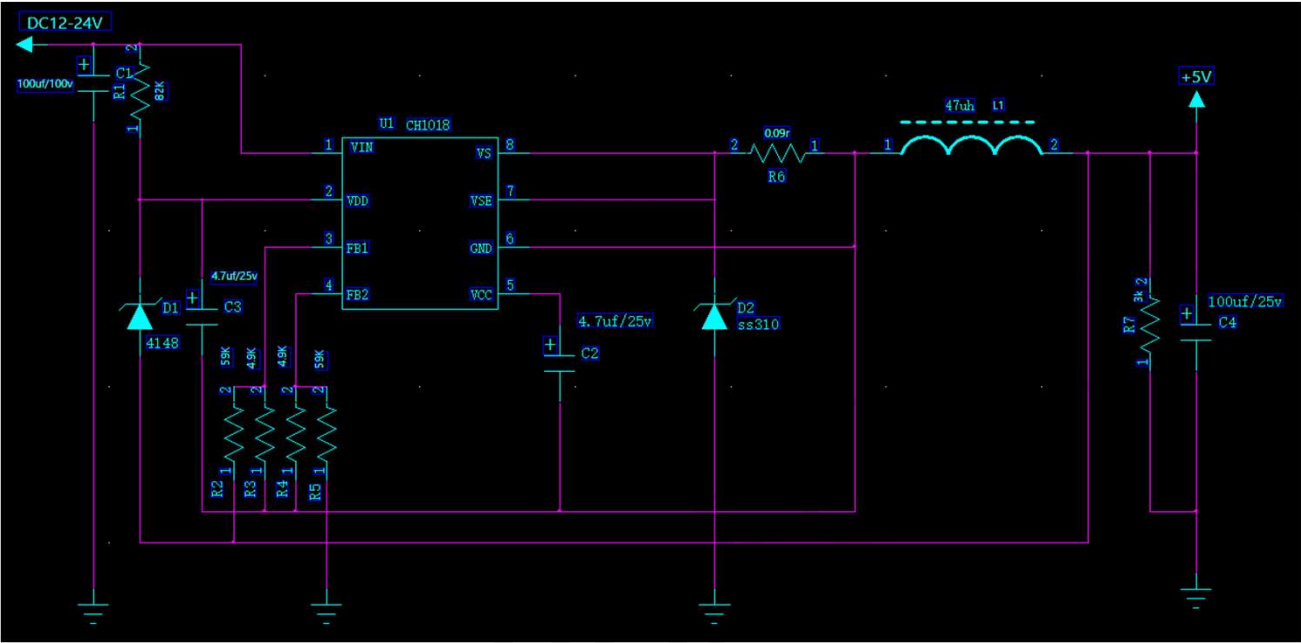 DC12-24V
+
C1
100uf/100v
2
R1
82K
1
U1 CH1018
1 VIN
2 VDD
3 FB1
4 FB2
VS 8
VSE 7
GND 6
VCC 5
2 0.09r 1
R6
47uh L1
1 2
+5V
D1
4148
4.7uf/25v
+
C3
59K
4.9K
4.9K
59K
2 2 2 2
1 1 1 1
R2 R3 R4 R5
4.7uf/25v
+
C2
D2
ss310
2
3k
R7
1
100uf/25v
+
C4